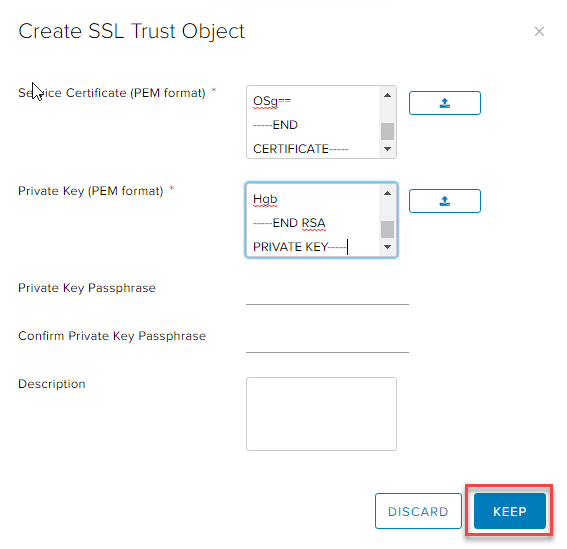 Create SSL Trust Object
Service Certificate (PEM format) *
OSg==
-----END
CERTIFICATE-----
Private Key (PEM format) *
Hgb
-----END RSA
PRIVATE KEY-----
Private Key Passphrase
Confirm Private Key Passphrase
Description
DISCARD
KEEP